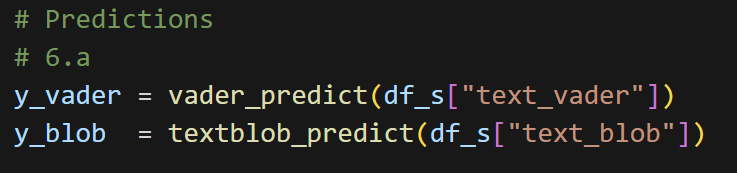 # Predictions
# 6.a
y_vader = vader_predict(df_s["text_vader"])
y_blob  = textblob_predict(df_s["text_blob"])